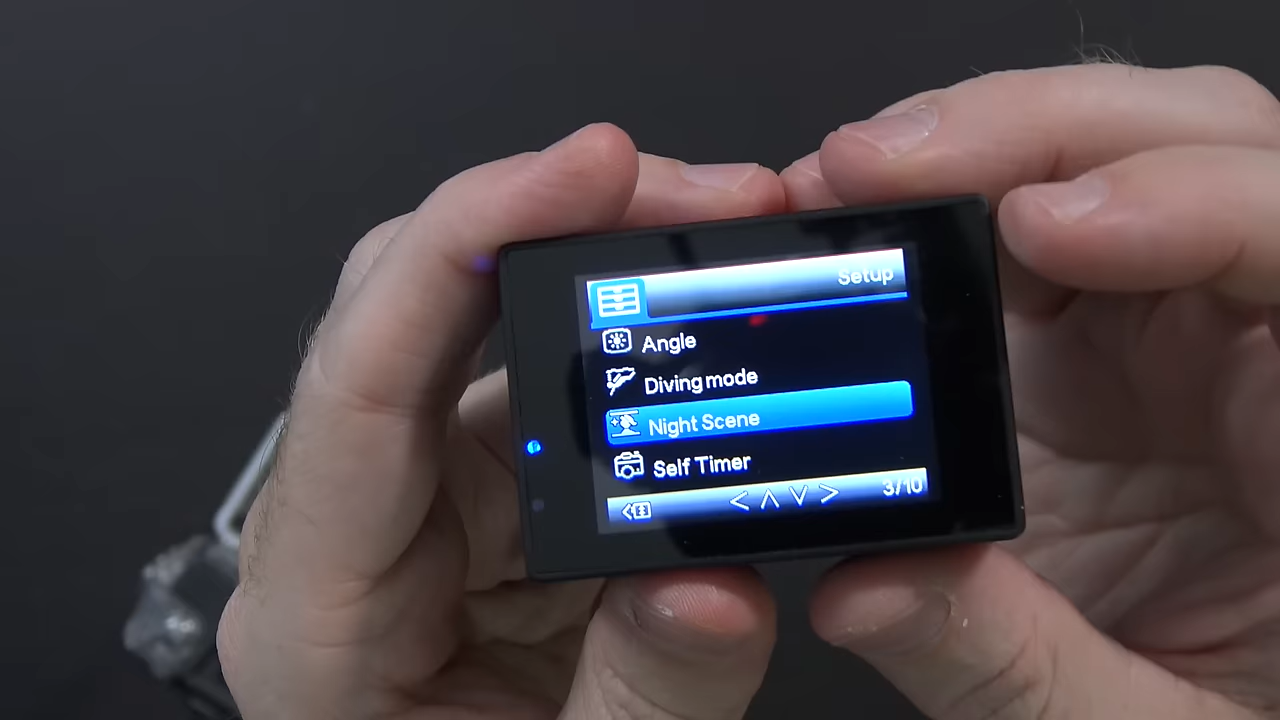 Setup
Angle
Diving mode
Night Scene
Self Timer
< ∧ ∨ > 3/10